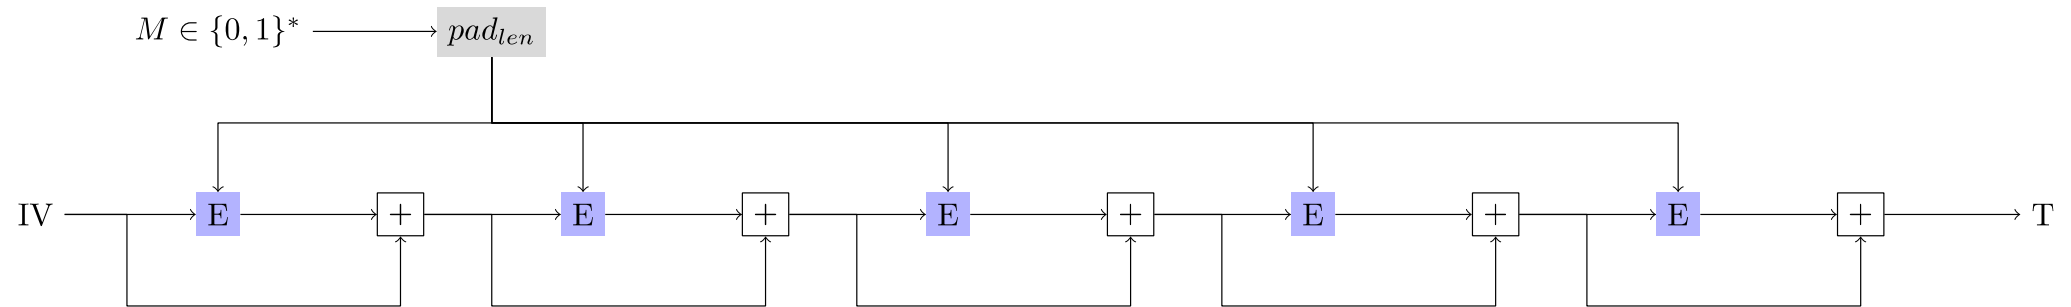 M ∈ {0, 1}* pad_len
IV E + E + E + E + E + T